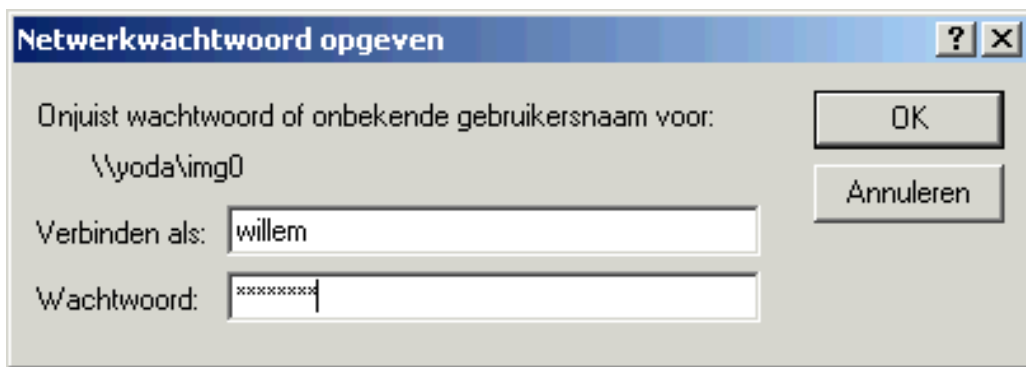 Netwerkwachtwoord opgeven
Onjuist wachtwoord of onbekende gebruikersnaam voor:
\\yoda\img0
Verbinden als: willem
Wachtwoord: ********
OK
Annuleren